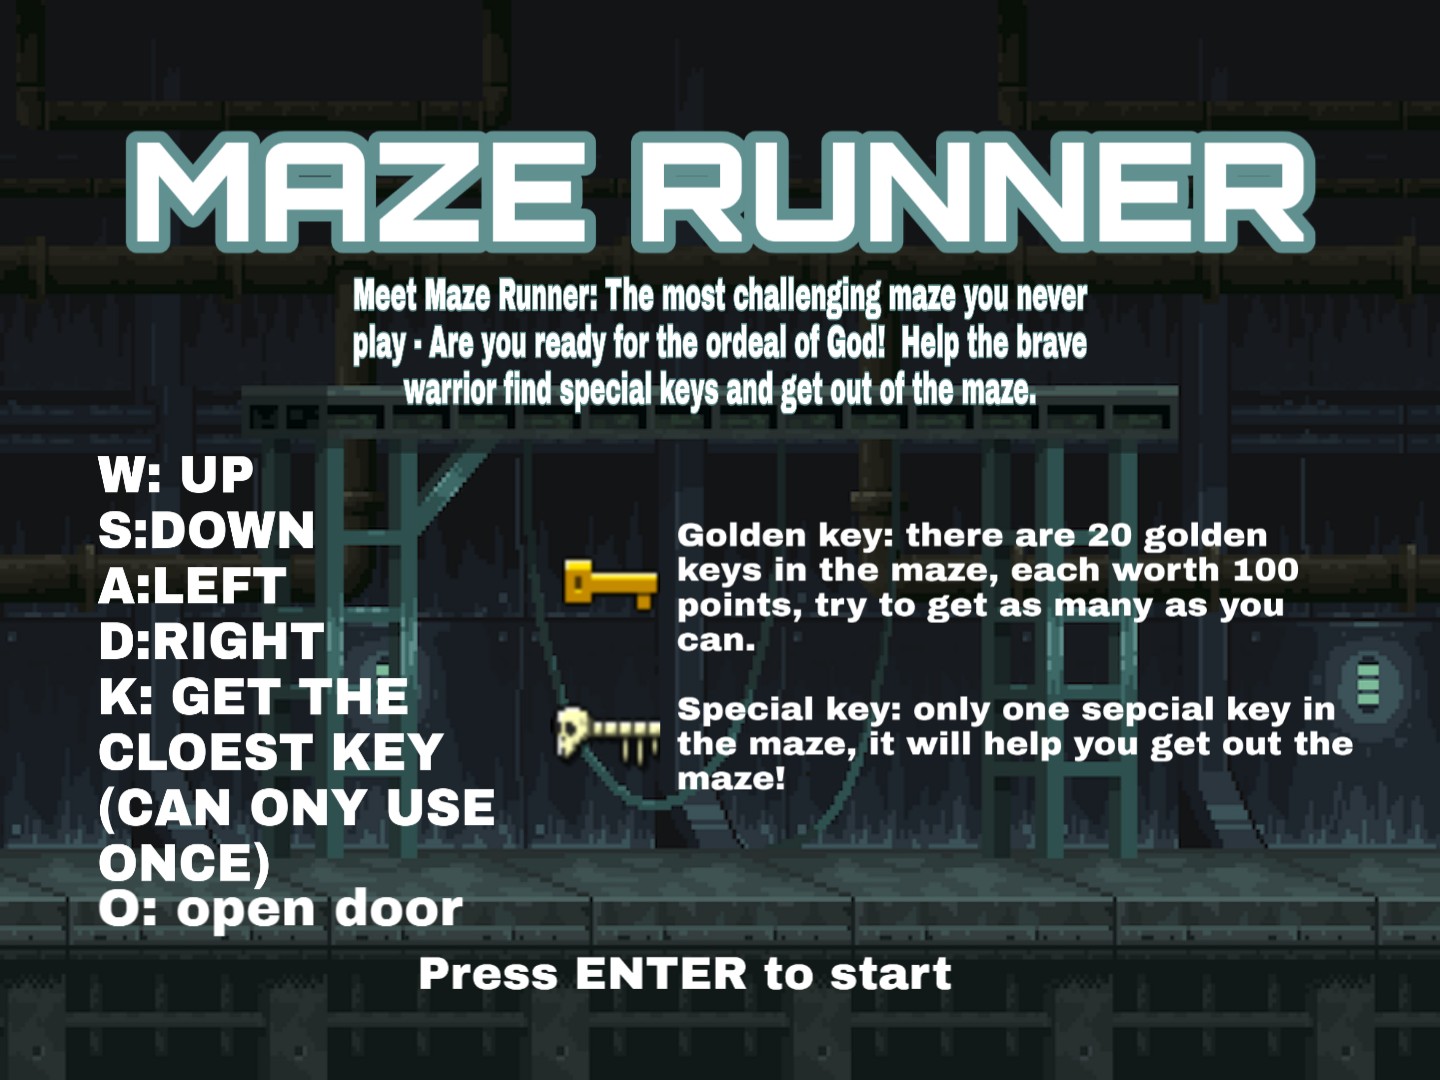 MAZE RUNNER
Meet Maze Runner: The most challenging maze you never
play - Are you ready for the ordeal of God!  Help the brave
warrior find special keys and get out of the maze.
W: UP
S:DOWN
A:LEFT
D:RIGHT
K: GET THE
CLOEST KEY
(CAN ONY USE
ONCE)
O: open door
Golden key: there are 20 golden
keys in the maze, each worth 100
points, try to get as many as you
can.
Special key: only one sepcial key in
the maze, it will help you get out the
maze!
Press ENTER to start